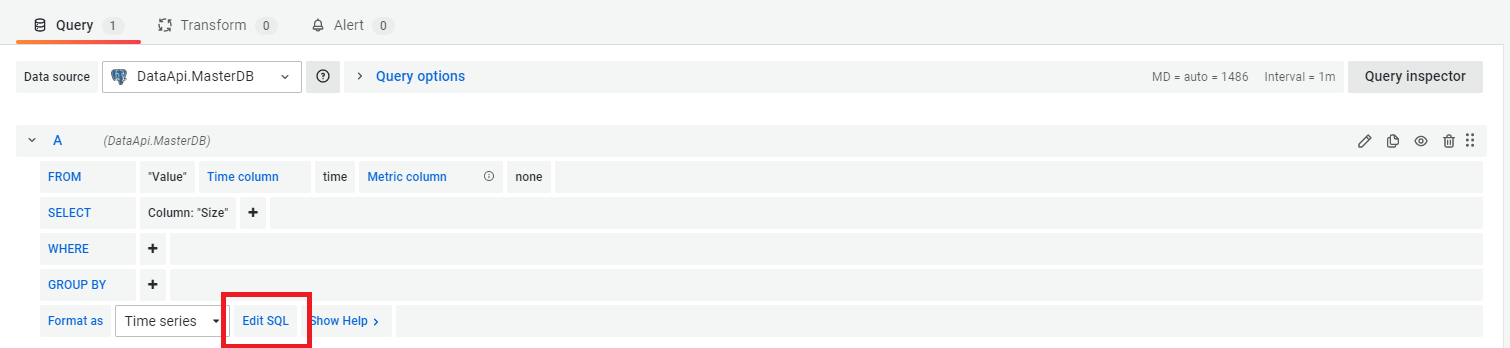 Query 1 Transform 0 Alert 0
Data source DataApi.MasterDB Query options MD = auto = 1486 Interval = 1m Query inspector
A (DataApi.MasterDB)
FROM "Value" Time column time Metric column none
SELECT Column: "Size" +
WHERE +
GROUP BY +
Format as Time series Edit SQL Show Help >